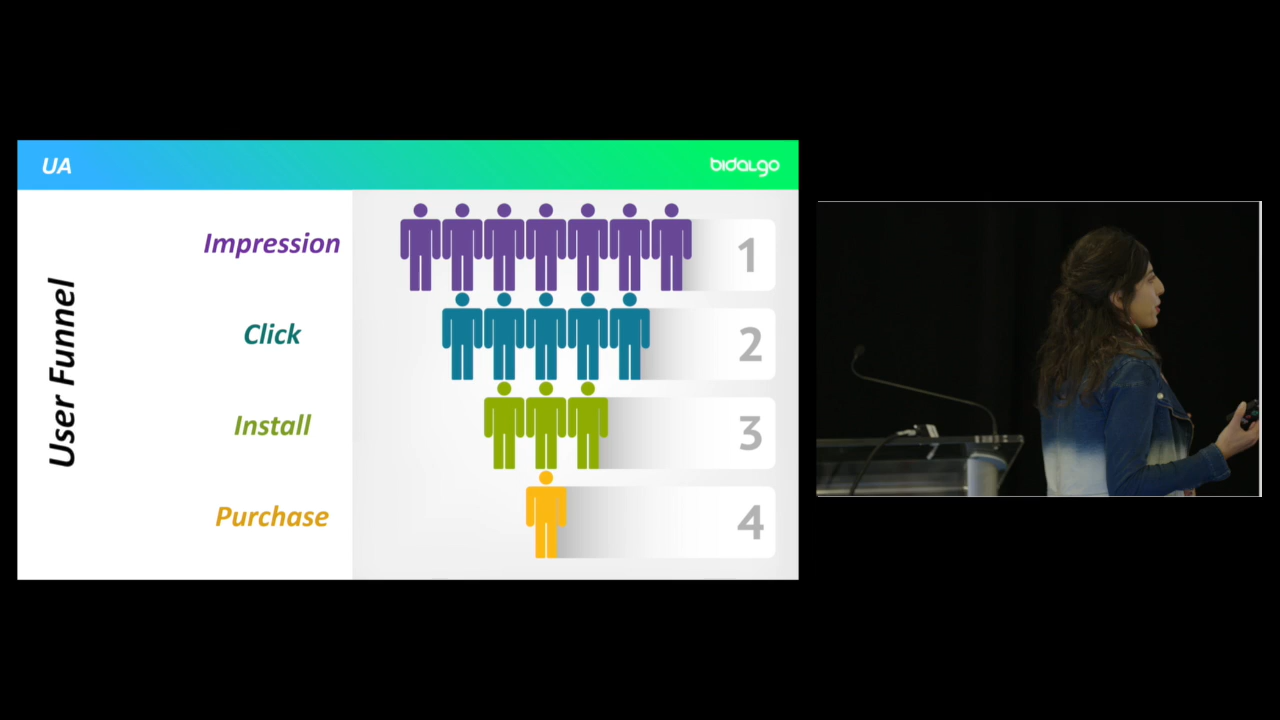 UA
bidalgo
User Funnel
Impression
1
Click
2
Install
3
Purchase
4